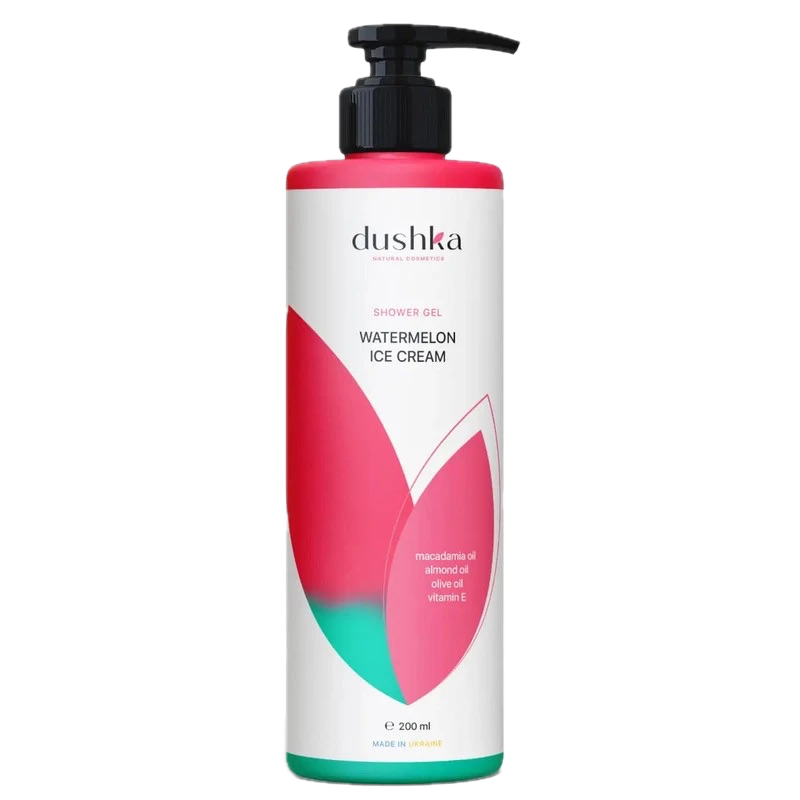 dushka
NATURAL COSMETICS
SHOWER GEL
WATERMELON
ICE CREAM
macadamia oil
almond oil
olive oil
vitamin E
℮ 200 ml
MADE IN UKRAINE